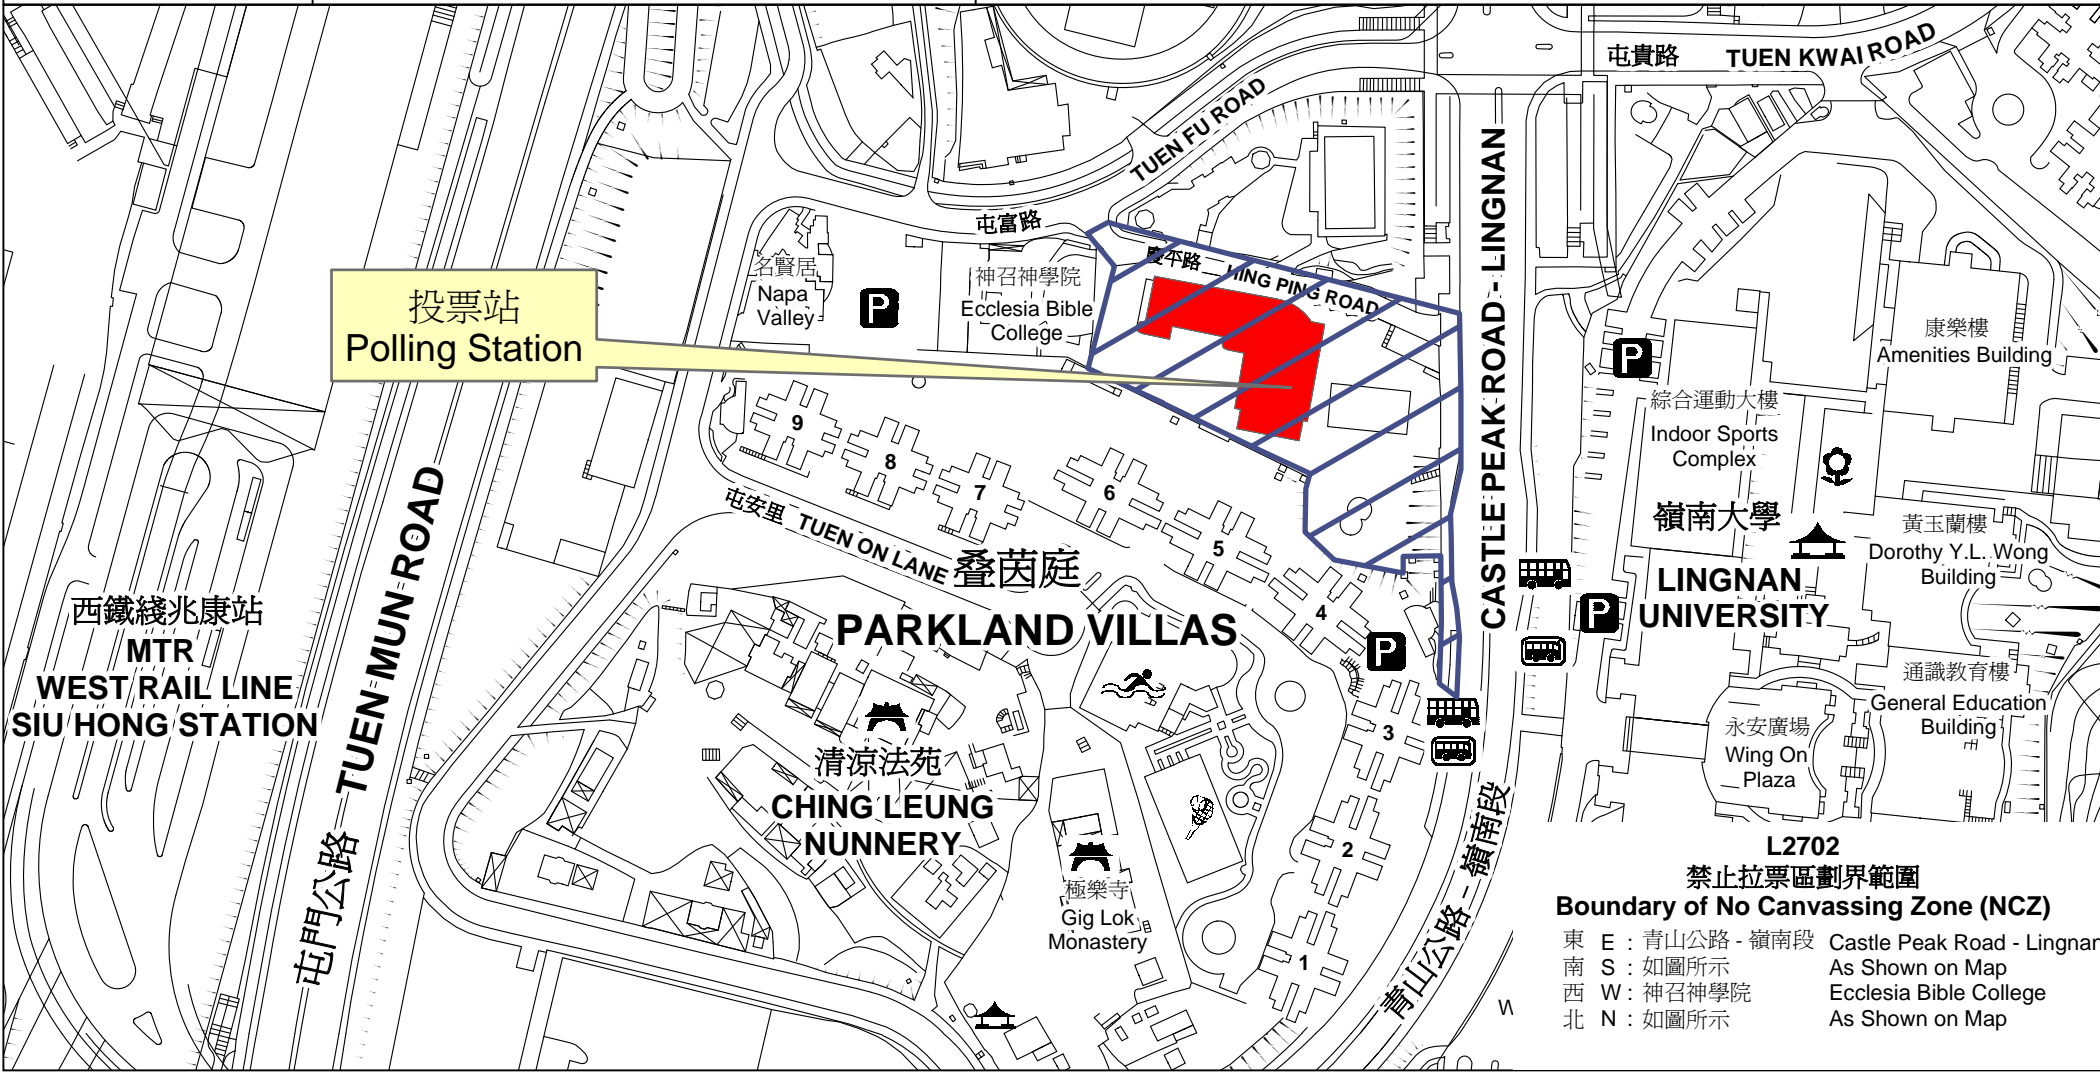 屯貴路 TUEN KWAI ROAD
TUEN FU ROAD
屯富路
慶平路 HING PING ROAD
CASTLE PEAK ROAD - LINGNAN
名賢居
Napa
Valley
P
神召神學院
Ecclesia Bible
College
投票站
Polling Station
康樂樓
Amenities Building
P
綜合運動大樓
Indoor Sports
Complex
嶺南大學
LINGNAN
UNIVERSITY
黃玉蘭樓
Dorothy Y.L. Wong
Building
通識教育樓
General Education
Building
永安廣場
Wing On
Plaza
P
P
9
8
7
6
5
4
3
2
1
屯安里 TUEN ON LANE
叠茵庭
PARKLAND VILLAS
西鐵綫兆康站
MTR
WEST RAIL LINE
SIU HONG STATION
屯門公路 TUEN MUN ROAD
清涼法苑
CHING LEUNG
NUNNERY
極樂寺
Gig Lok
Monastery
青山公路 - 嶺南段
W
L2702
禁止拉票區劃界範圍
Boundary of No Canvassing Zone (NCZ)
東 E : 青山公路 - 嶺南段 Castle Peak Road - Lingnan
南 S : 如圖所示 As Shown on Map
西 W : 神召神學院 Ecclesia Bible College
北 N : 如圖所示 As Shown on Map